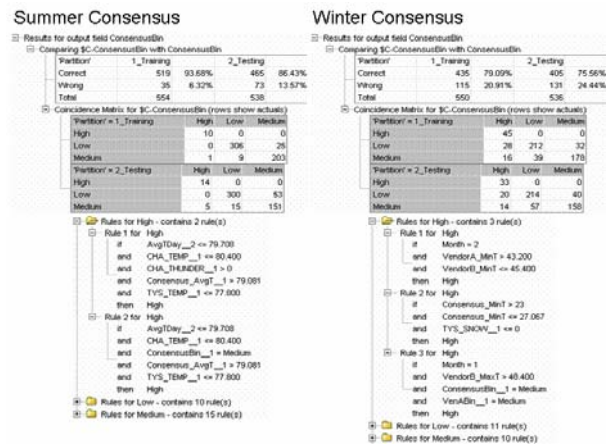 Summer Consensus
Results for output field ConsensusBin
Comparing $C-ConsensusBin with ConsensusBin
'Partition' 1_Training 2_Testing
Correct 519 93.68% 465 86.43%
Wrong 35 6.32% 73 13.57%
Total 554 538
Coincidence Matrix for $C-ConsensusBin (rows show actuals)
'Partition' = 1_Training High Low Medium
High 10 0 0
Low 0 306 25
Medium 1 9 203
'Partition' = 2_Testing High Low Medium
High 14 0 0
Low 0 300 53
Medium 5 15 151
Rules for High - contains 2 rule(s)
Rule 1 for High
if AvgTDay__2 <= 79.708
and CHA_TEMP__1 <= 80.400
and CHA_THUNDER__1 > 0
and Consensus_AvgT__1 > 79.081
and TYS_TEMP__1 <= 77.800
then High
Rule 2 for High
if AvgTDay__2 <= 79.708
and CHA_TEMP__1 <= 80.400
and ConsensusBin__1 = Medium
and Consensus_AvgT__1 > 79.081
and TYS_TEMP__1 <= 77.800
then High
Rules for Low - contains 10 rule(s)
Rules for Medium - contains 15 rule(s)
Winter Consensus
Results for output field ConsensusBin
Comparing $C-ConsensusBin with ConsensusBin
'Partition' 1_Training 2_Testing
Correct 435 79.09% 405 75.56%
Wrong 115 20.91% 131 24.44%
Total 550 536
Coincidence Matrix for $C-ConsensusBin (rows show actuals)
'Partition' = 1_Training High Low Medium
High 45 0 0
Low 28 212 32
Medium 16 39 178
'Partition' = 2_Testing High Low Medium
High 33 0 0
Low 20 214 40
Medium 14 57 158
Rules for High - contains 3 rule(s)
Rule 1 for High
if Month = 2
and VendorA_MinT > 43.200
and VendorB_MinT <= 45.400
then High
Rule 2 for High
if Consensus_MinT > 23
and Consensus_MinT <= 27.067
and TYS_SNOW__1 <= 0
then High
Rule 3 for High
if Month = 1
and VendorB_MaxT > 48.400
and ConsensusBin__1 = Medium
and VenABin__1 = Medium
then High
Rules for Low - contains 11 rule(s)
Rules for Medium - contains 10 rule(s)